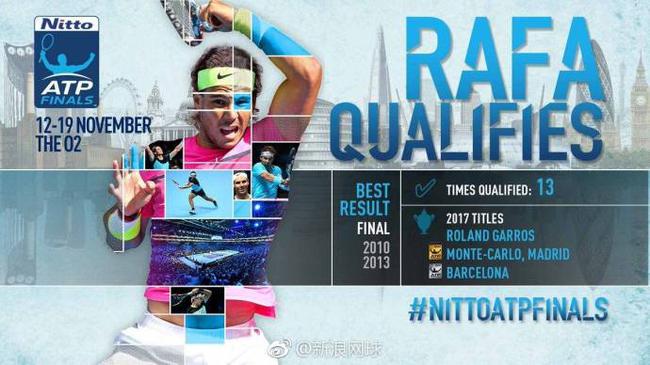 Nitto
ATP
FINALS
12-19 NOVEMBER
THE O2
RAFA
QUALIFIES
BEST
RESULT
FINAL
2010
2013
TIMES QUALIFIED: 13
2017 TITLES
ROLAND GARROS
MONTE-CARLO, MADRID
BARCELONA
#NITTOATPFINALS
@新浪网球